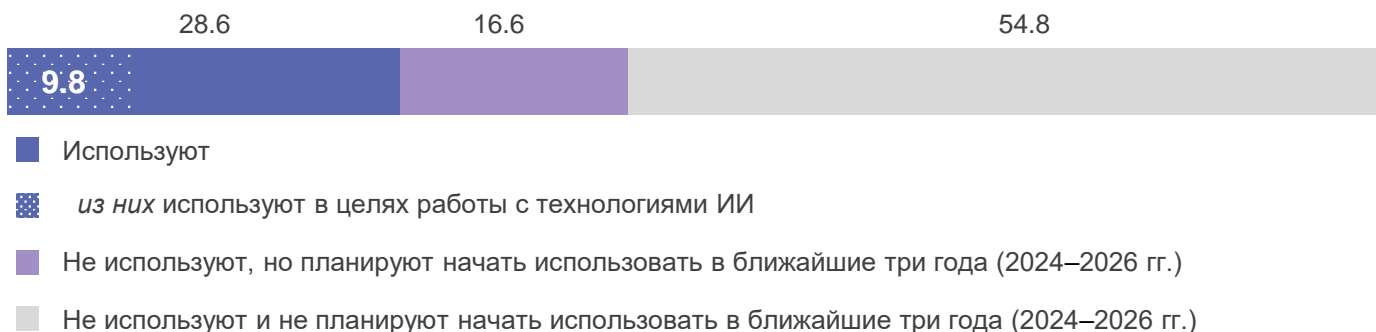 28.6 16.6 54.8
9.8
Используют
из них используют в целях работы с технологиями ИИ
Не используют, но планируют начать использовать в ближайшие три года (2024–2026 гг.)
Не используют и не планируют начать использовать в ближайшие три года (2024–2026 гг.)